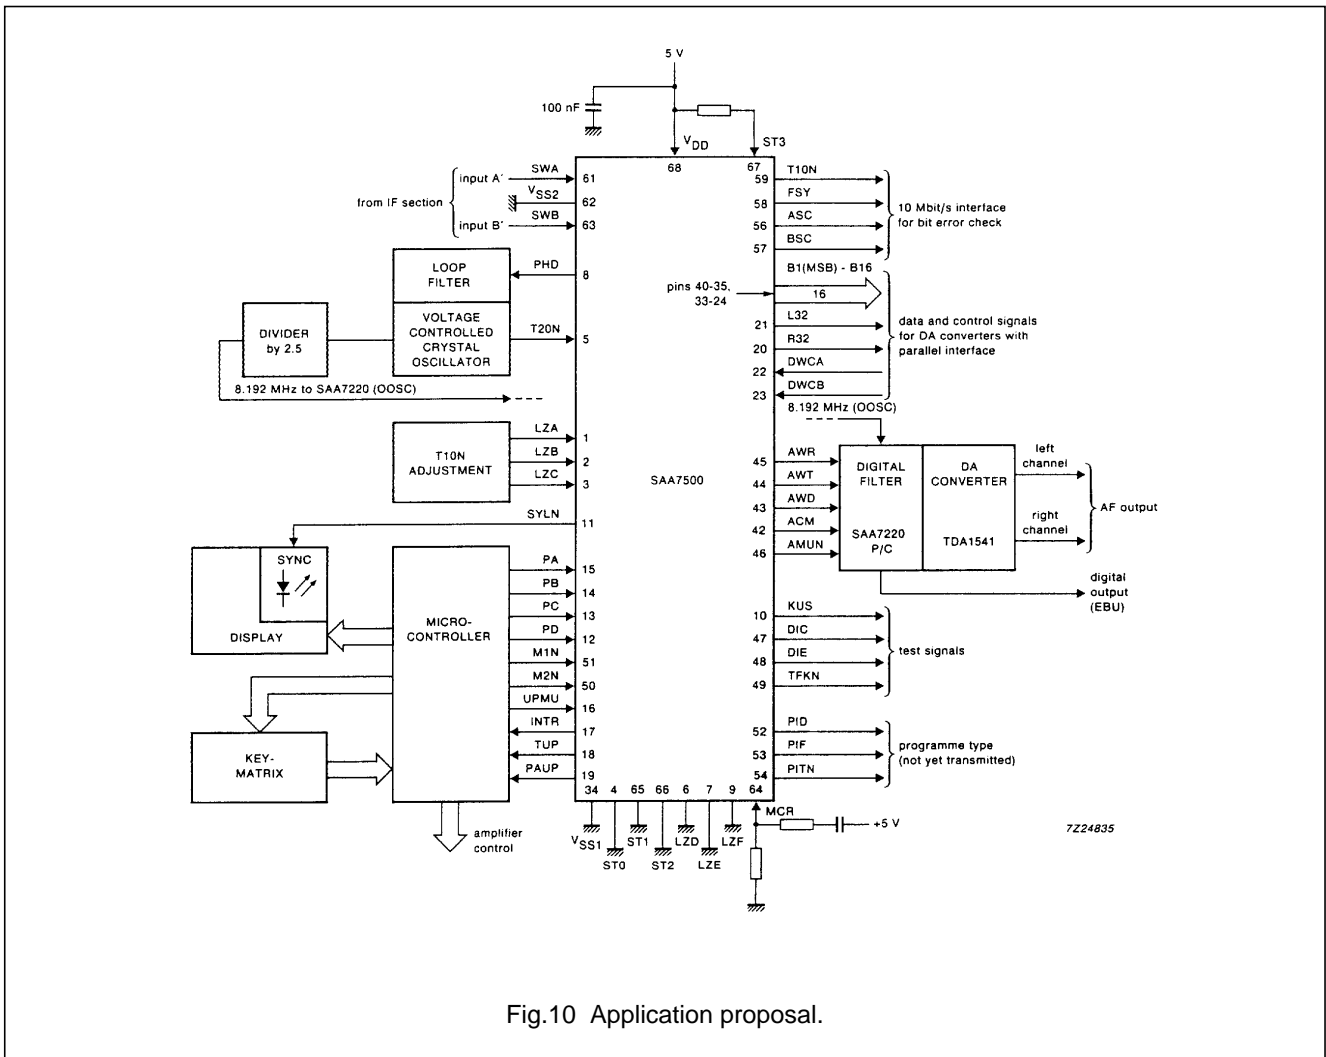 5 V
100 nF
VDD
ST3
68
67
from IF section
input A'
SWA
61
VSS2
62
input B'
SWB
63
T10N
59
FSY
58
ASC
56
BSC
57
10 Mbit/s interface
for bit error check
LOOP
FILTER
PHD
8
VOLTAGE
CONTROLLED
CRYSTAL
OSCILLATOR
T20N
5
DIVIDER
by 2.5
8.192 MHz to SAA7220 (OOSC)
pins 40-35,
33-24
B1(MSB) - B16
16
L32
21
R32
20
DWCA
22
DWCB
23
data and control signals
for DA converters with
parallel interface
8.192 MHz (OOSC)
T10N
ADJUSTMENT
LZA
1
LZB
2
LZC
3
SAA7500
AWR
45
AWT
44
AWD
43
ACM
42
AMUN
46
DIGITAL
FILTER
SAA7220
P/C
DA
CONVERTER
TDA1541
left
channel
right
channel
AF output
digital
output
(EBU)
SYLN
11
SYNC
DISPLAY
MICRO-
CONTROLLER
PA
15
PB
14
PC
13
PD
12
M1N
51
M2N
50
UPMU
16
INTR
17
TUP
18
PAUP
19
KEY-
MATRIX
amplifier
control
KUS
10
DIC
47
DIE
48
TFKN
49
test signals
PID
52
PIF
53
PITN
54
programme type
(not yet transmitted)
34 4 65 66 6 7 9 64
VSS1
ST0
ST1
ST2
LZD
LZE
LZF
MCR
+5 V
7Z24835
Fig.10 Application proposal.